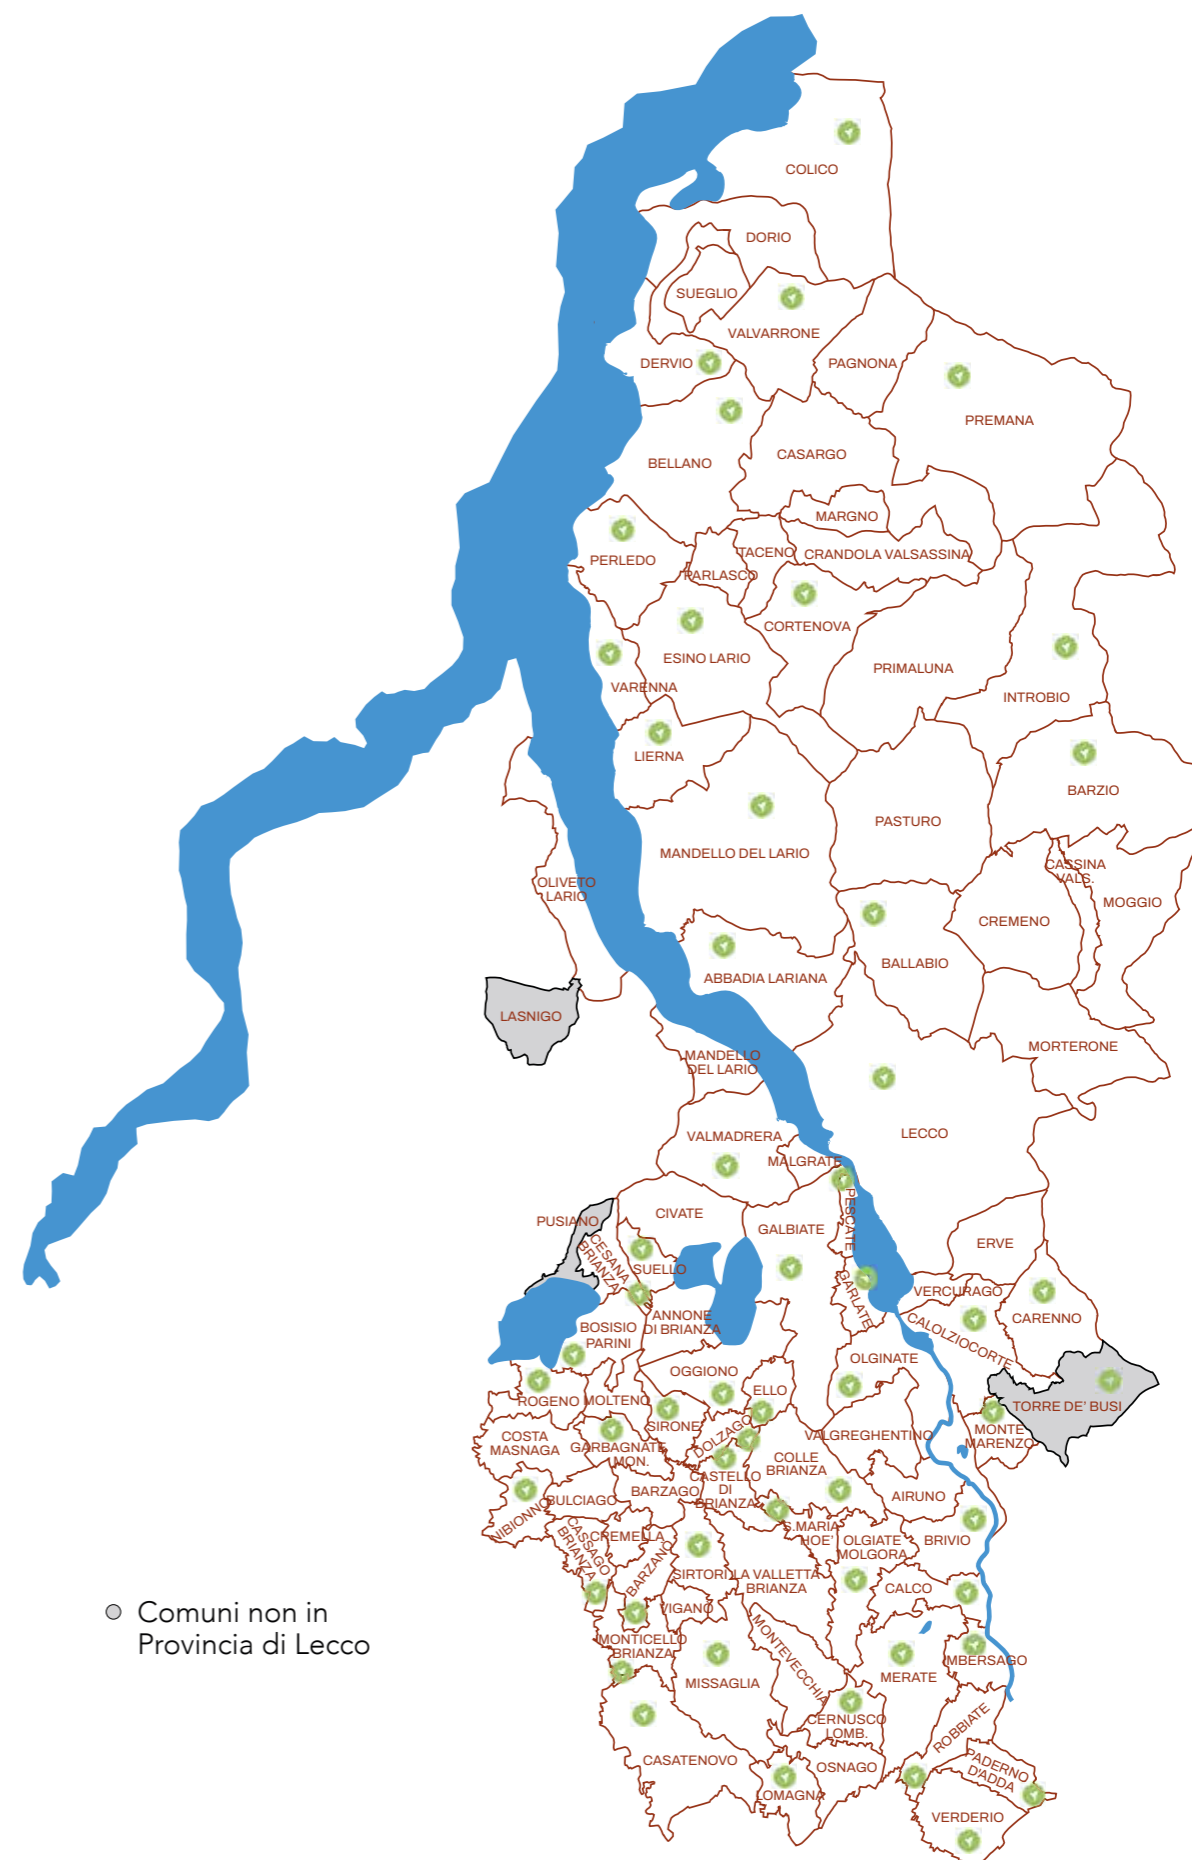 COLICO
DORIO
SUEGLIO
VALVARRONE
DERVIO
PAGNONA
PREMANA
BELLANO
CASARGO
MARGNO
PERLEDO
PARLASCO
TACENO
CRANDOLA VALSASSINA
CORTENOVA
ESINO LARIO
PRIMALUNA
VARENNA
INTROBIO
LIERNA
BARZIO
PASTURO
MANDELLO DEL LARIO
CASSINA
VALS.
OLIVETO
LARIO
MOGGIO
CREMENO
BALLABIO
ABBADIA LARIANA
LASNIGO
MORTERONE
MANDELLO
DEL LARIO
LECCO
VALMADRERA
MALGRATE
PESCATE
PUSIANO
CIVATE
GALBIATE
CESANA
BRIANZA
SUELLO
ERVE
GARLATE
VERCURAGO
CARENNO
CALOLZIOCORTE
ANNONE
DI BRIANZA
BOSISIO
PARINI
OLGINATE
OGGIONO
ELLO
ROGENO
MOLTENO
SIRONE
DOLZAGO
TORRE DE' BUSI
MONTE
MARENZO
COSTA
MASNAGA
GARBAGNATE
MON.
VALGREGHENTINO
COLLE
BRIANZA
CASTELLO
DI
BRIANZA
BARZAGO
BULCIAGO
NIBIONNO
AIRUNO
CASSAGO
BRIANZA
CREMELLA
S.MARIA
HOE'
OLGIATE
MOLGORA
BRIVIO
BARZANO'
SIRTORI
LA VALLETTA
BRIANZA
CALCO
VIGANO'
Comuni non in
Provincia di Lecco
MONTICELLO
BRIANZA
MONTEVECCHIA
MISSAGLIA
MERATE
MBERSAGO
CERNUSCO
LOMB.
ROBBIATE
CASATENOVO
OSNAGO
LOMAGNA
PADERNO
D'ADDA
VERDERIO